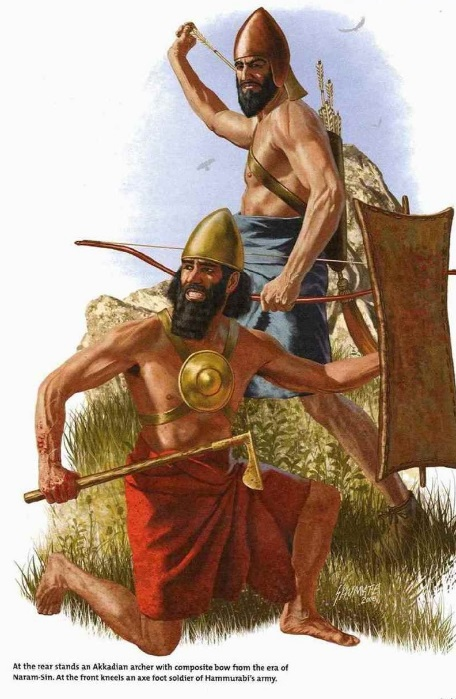 At the rear stands an Akkadian archer with composite bow from the era of
Naram-Sin. At the front kneels an axe foot soldier of Hammurabi's army.